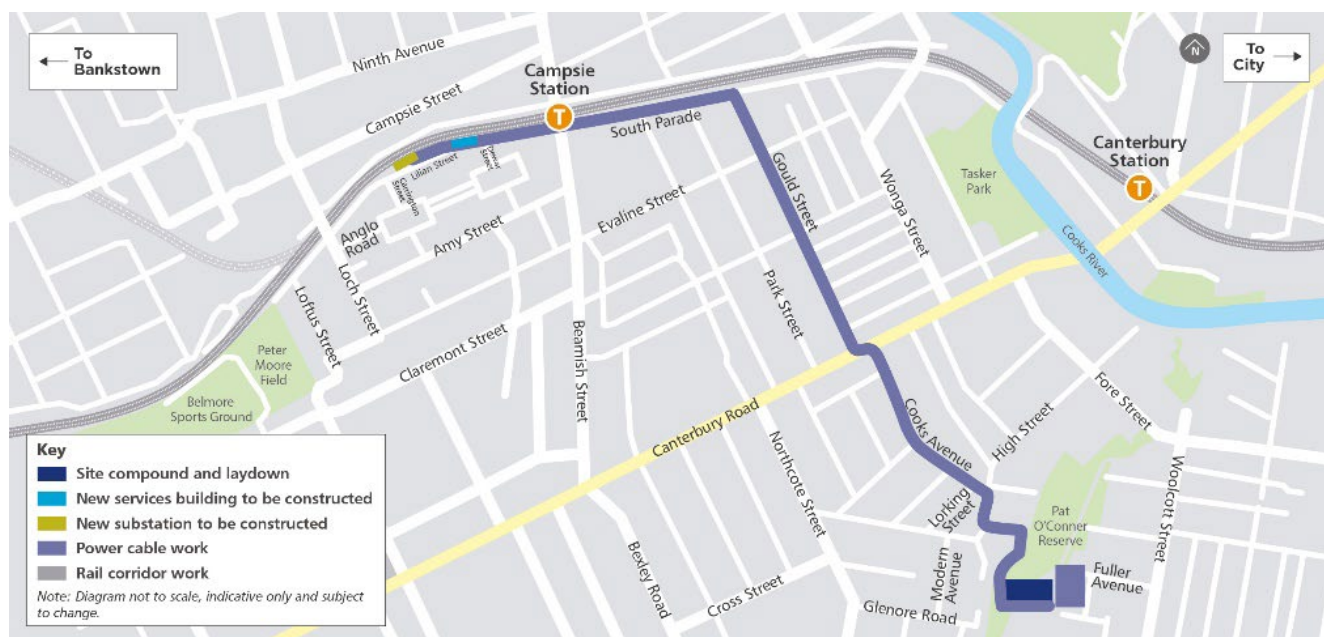 To
Bankstown
Ninth Avenue
Campsie Street
Campsie
Station
T
N
To
City
Canterbury
Station
T
South Parade
Lilian Street
Dewar
Street
Carrington
Street
Anglo
Road
Amy Street
Evaline Street
Gould Street
Wonga Street
Tasker
Park
Cooks River
Loch Street
Loftus Street
Park Street
Peter
Moore
Field
Belmore
Sports Ground
Claremont Street
Beamish Street
Canterbury Road
Cooks Avenue
High Street
Fore Street
Northcote Street
Woolcott Street
Lorking
Street
Pat
O'Conner
Reserve
Bexley Road
Cross Street
Modern
Avenue
Glenore Road
Fuller
Avenue
Key
Site compound and laydown
New services building to be constructed
New substation to be constructed
Power cable work
Rail corridor work
Note: Diagram not to scale, indicative only and subject
to change.